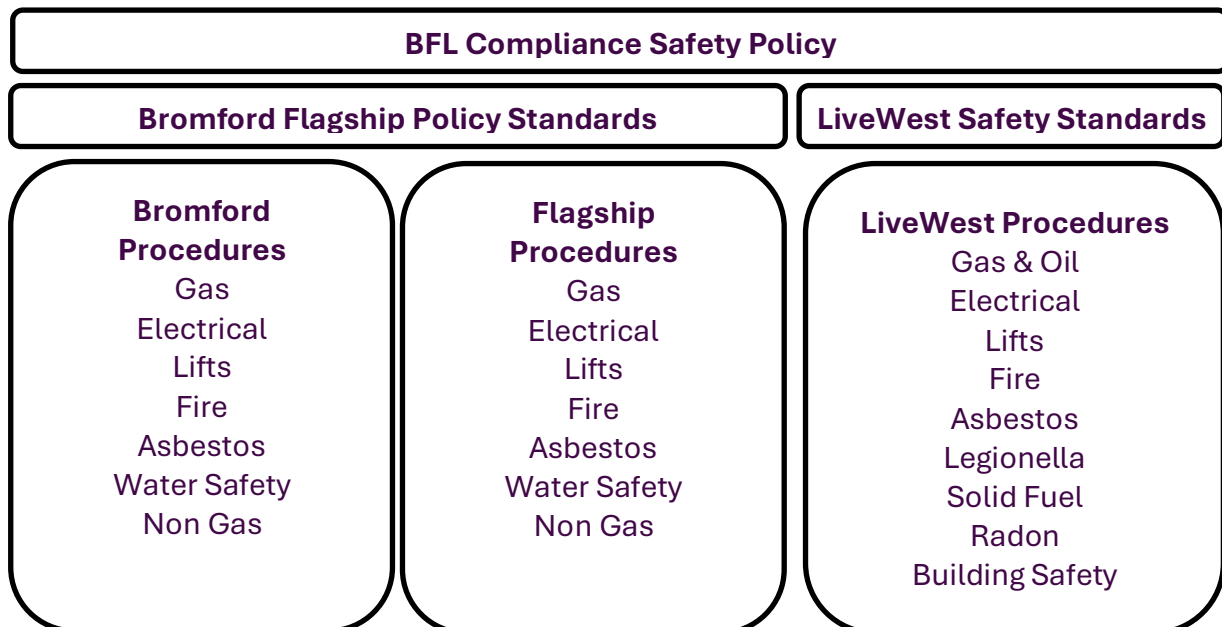 BFL Compliance Safety Policy
Bromford Flagship Policy Standards
LiveWest Safety Standards
Bromford
Procedures
Gas
Electrical
Lifts
Fire
Asbestos
Water Safety
Non Gas
Flagship
Procedures
Gas
Electrical
Lifts
Fire
Asbestos
Water Safety
Non Gas
LiveWest Procedures
Gas & Oil
Electrical
Lifts
Fire
Asbestos
Legionella
Solid Fuel
Radon
Building Safety